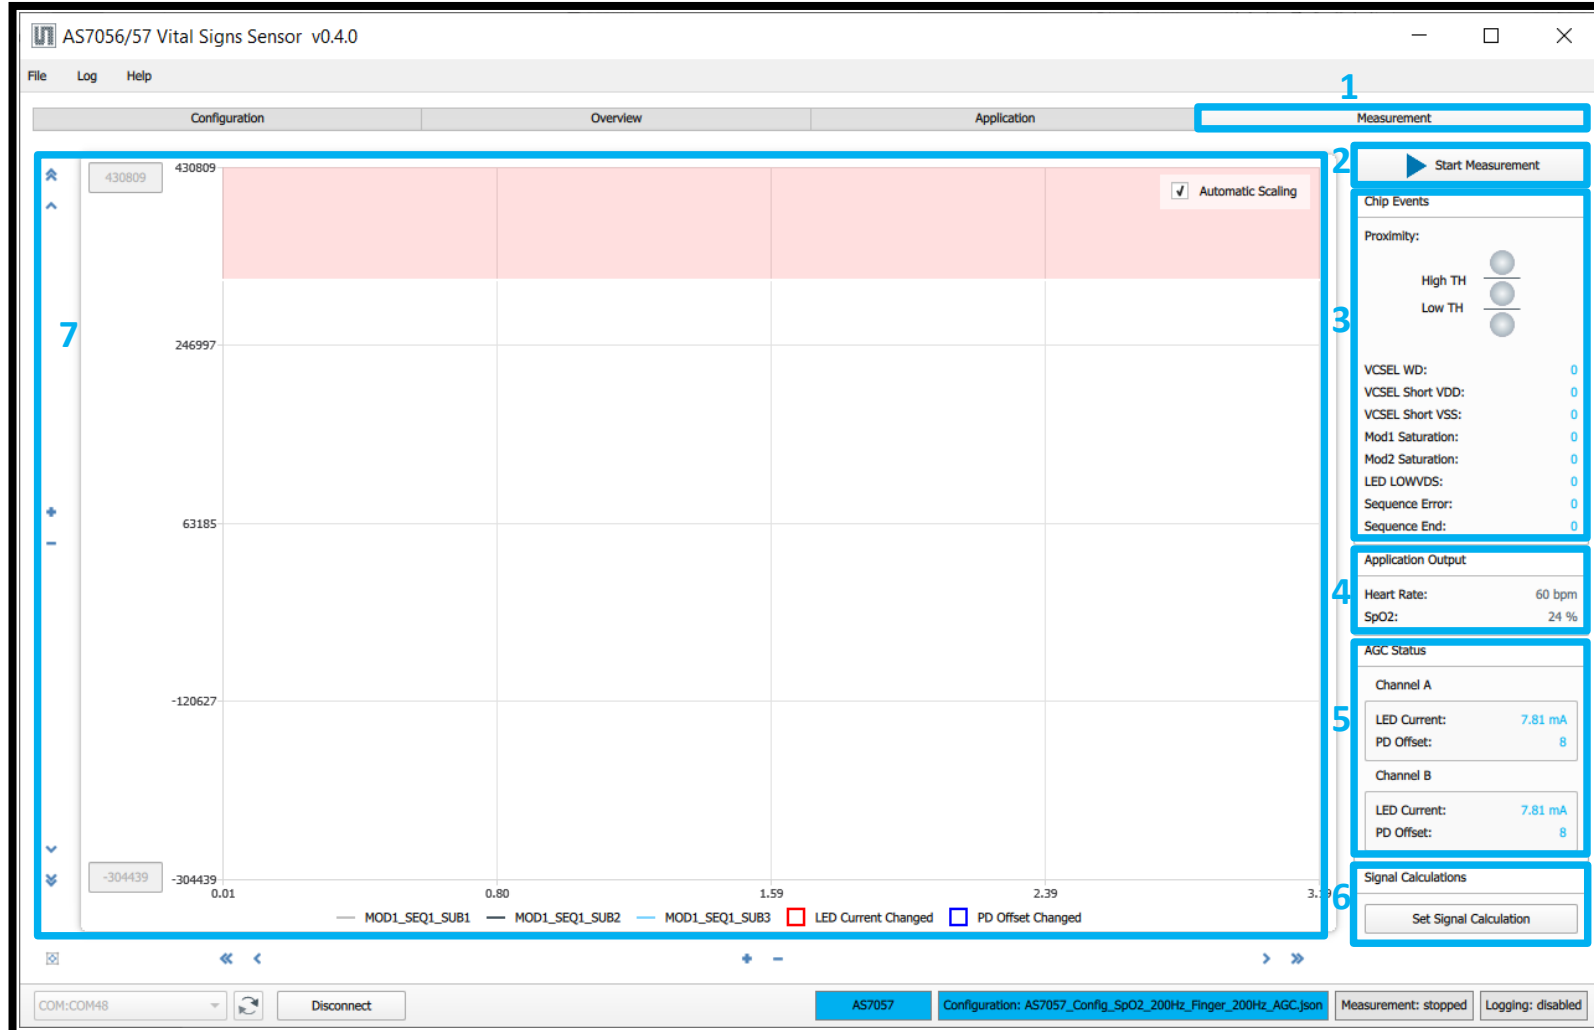 AS7056/57 Vital Signs Sensor v0.4.0
File Log Help
1
Configuration Overview Application Measurement
2
Start Measurement
430809
430809
Automatic Scaling
246997
63185
-120627
-304439
-304439
0.01 0.80 1.59 2.39 3.19
MOD1_SEQ1_SUB1 MOD1_SEQ1_SUB2 MOD1_SEQ1_SUB3 LED Current Changed PD Offset Changed
7
3
Chip Events
Proximity:
High TH
Low TH
VCSEL WD: 0
VCSEL Short VDD: 0
VCSEL Short VSS: 0
Mod1 Saturation: 0
Mod2 Saturation: 0
LED LOWVDS: 0
Sequence Error: 0
Sequence End: 0
4
Application Output
Heart Rate: 60 bpm
SpO2: 24 %
5
AGC Status
Channel A
LED Current: 7.81 mA
PD Offset: 8
Channel B
LED Current: 7.81 mA
PD Offset: 8
6
Signal Calculations
Set Signal Calculation
COM:COM48 Disconnect AS7057 Configuration: AS7057_Config_SpO2_200Hz_Finger_200Hz_AGC.json Measurement: stopped Logging: disabled